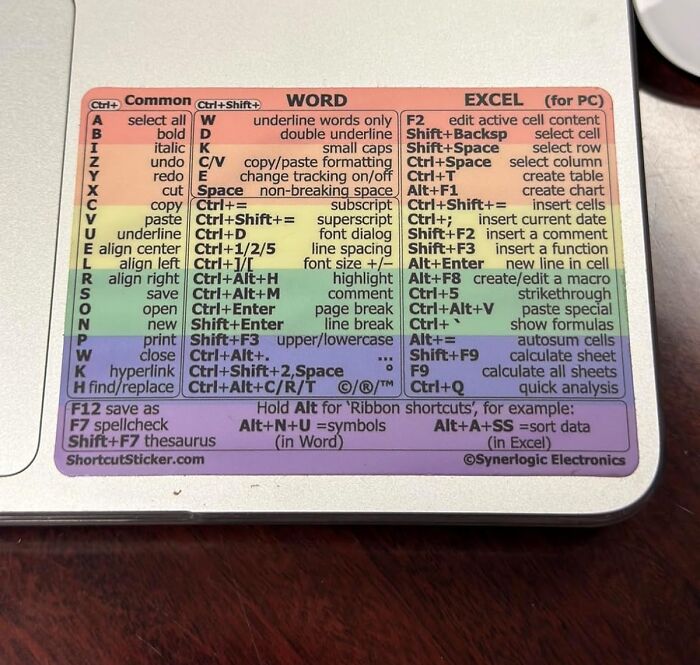 Ctrl+ Common
A select all
B bold
I italic
Z undo
Y redo
X cut
C copy
V paste
U underline
E align center
L align left
R align right
S save
O open
N new
P print
W close
K hyperlink
H find/replace
Ctrl+Shift+ WORD
W underline words only
D double underline
K small caps
C/V copy/paste formatting
E change tracking on/off
Space non-breaking space
Ctrl+= subscript
Ctrl+Shift+= superscript
Ctrl+D font dialog
Ctrl+1/2/5 line spacing
Ctrl+]/[ font size +/-
Ctrl+Alt+H highlight
Ctrl+Alt+M comment
Ctrl+Enter page break
Shift+Enter line break
Shift+F3 upper/lowercase
Ctrl+Alt+. ...
Ctrl+Shift+2,Space °
Ctrl+Alt+C/R/T ©/®/™
EXCEL (for PC)
F2 edit active cell content
Shift+Backsp select cell
Shift+Space select row
Ctrl+Space select column
Ctrl+T create table
Alt+F1 create chart
Ctrl+Shift+= insert cells
Ctrl+; insert current date
Shift+F2 insert a comment
Shift+F3 insert a function
Alt+Enter new line in cell
Alt+F8 create/edit a macro
Ctrl+5 strikethrough
Ctrl+Alt+V paste special
Ctrl+` show formulas
Alt+= autosum cells
Shift+F9 calculate sheet
F9 calculate all sheets
Ctrl+Q quick analysis
F12 save as
F7 spellcheck
Shift+F7 thesaurus
Hold Alt for 'Ribbon shortcuts', for example:
Alt+N+U =symbols
(in Word)
Alt+A+SS =sort data
(in Excel)
ShortcutSticker.com
©Synerlogic Electronics